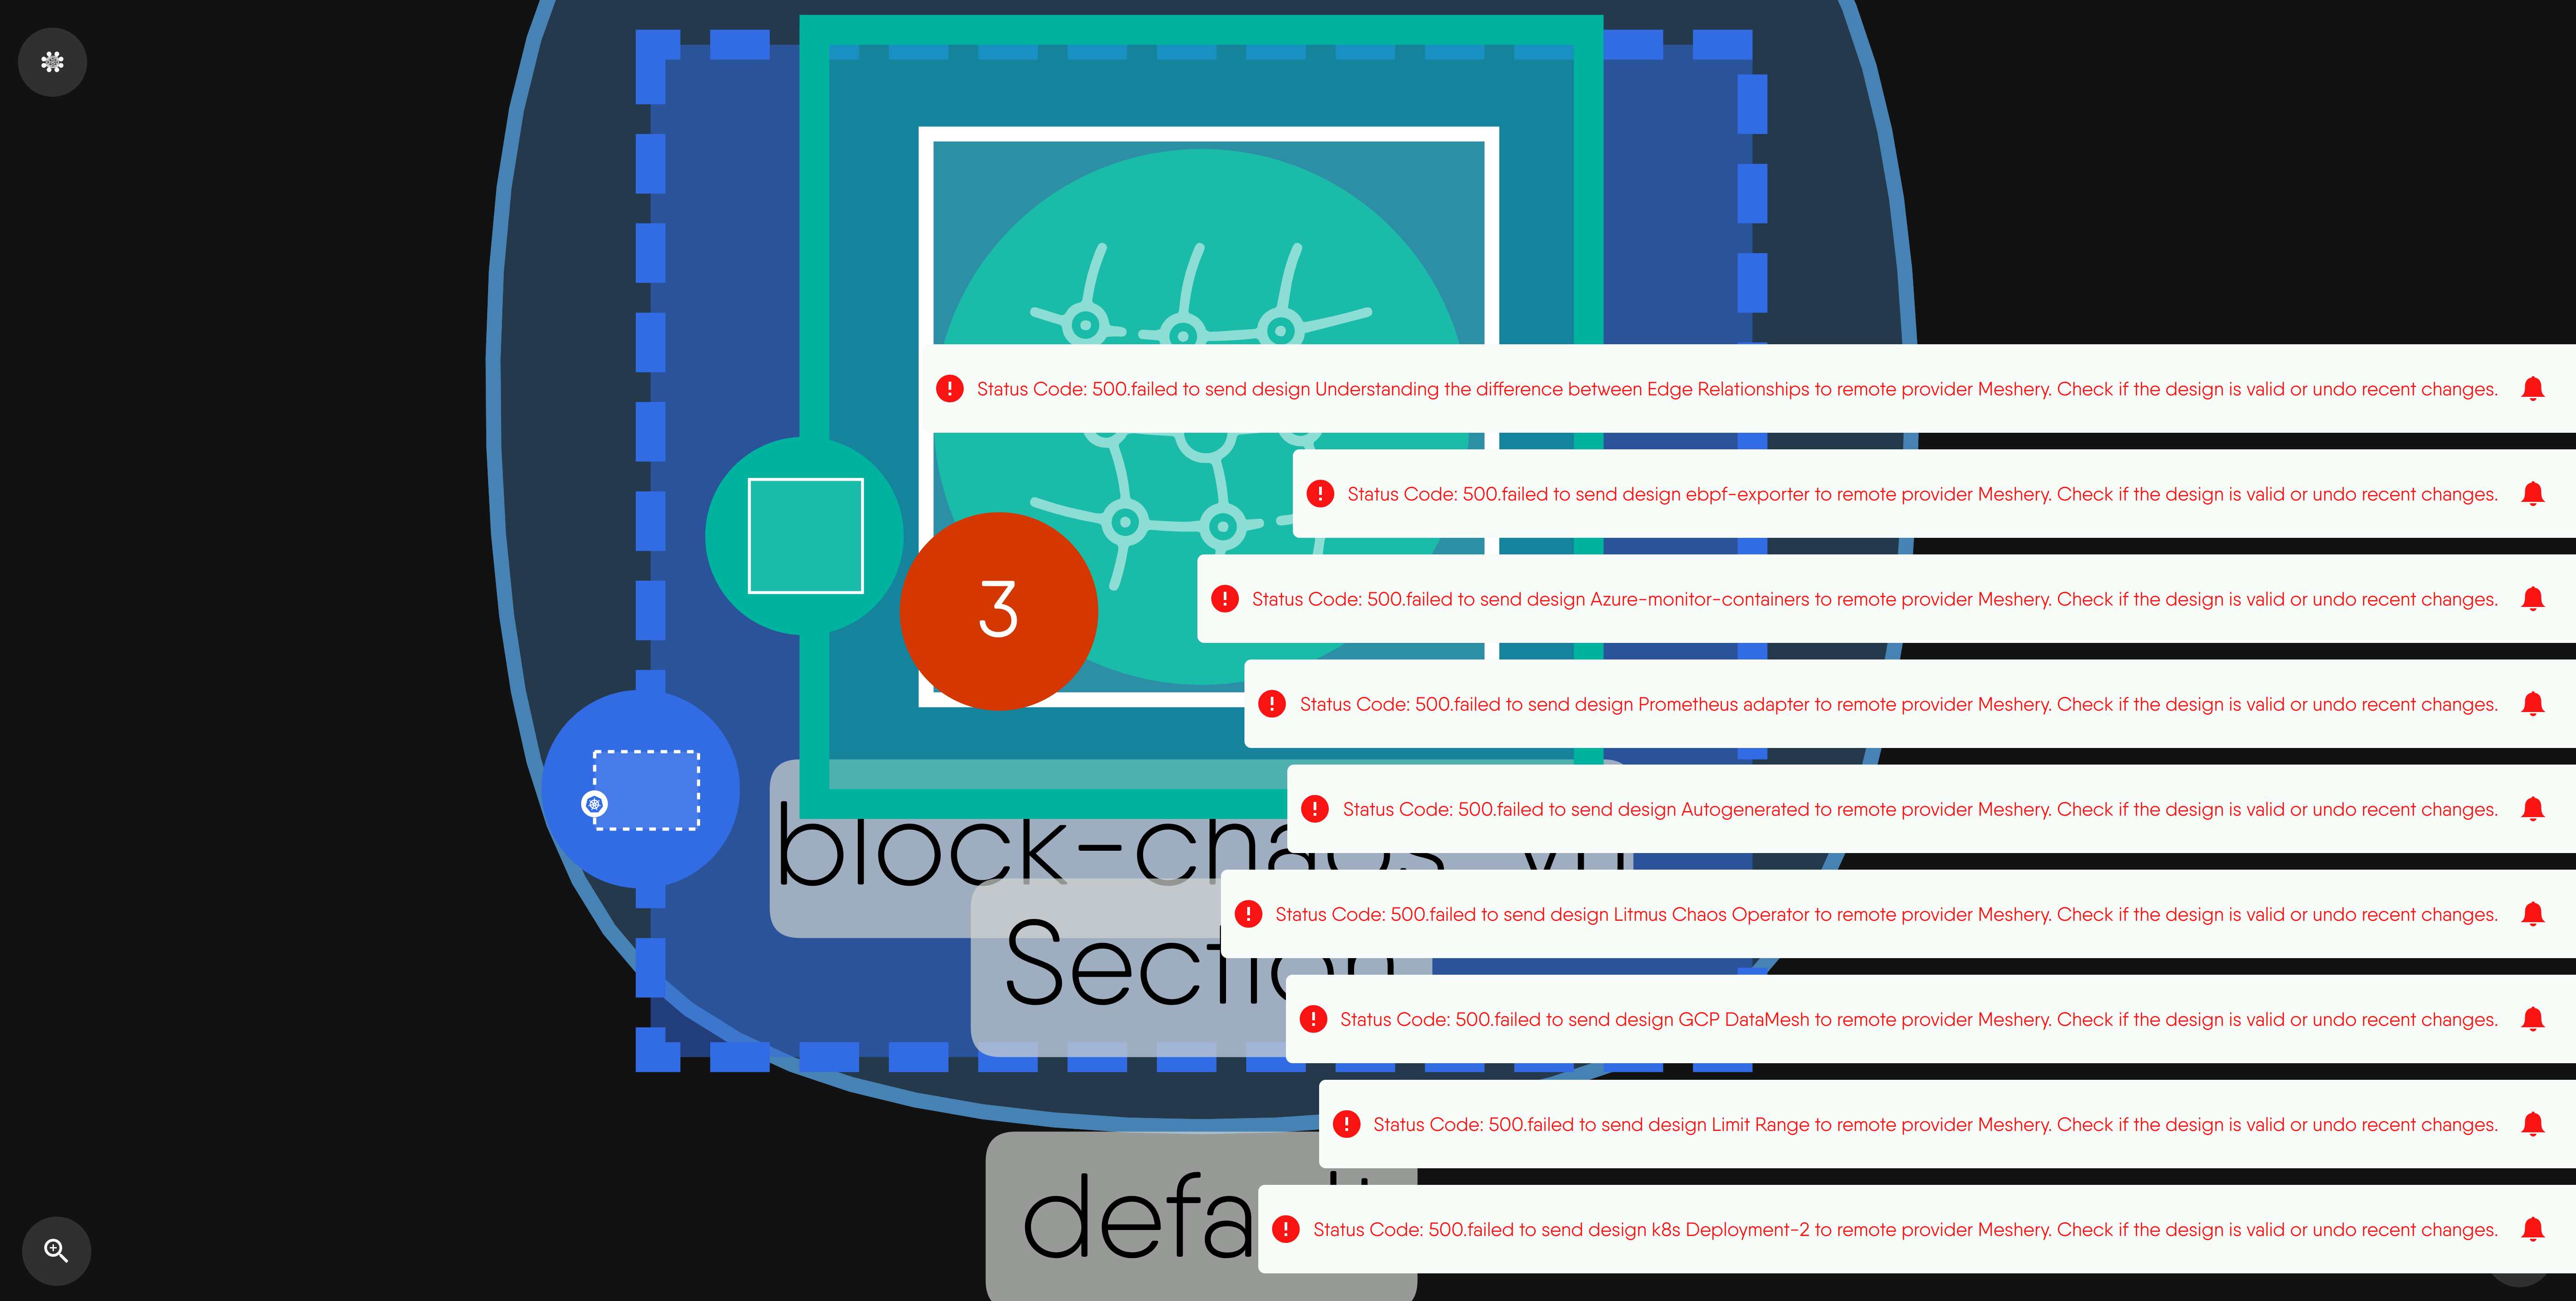 Status Code: 500.failed to send design Understanding the difference between Edge Relationships to remote provider Meshery. Check if the design is valid or undo recent changes.
Status Code: 500.failed to send design ebpf-exporter to remote provider Meshery. Check if the design is valid or undo recent changes.
Status Code: 500.failed to send design Azure-monitor-containers to remote provider Meshery. Check if the design is valid or undo recent changes.
3
Status Code: 500.failed to send design Prometheus adapter to remote provider Meshery. Check if the design is valid or undo recent changes.
Status Code: 500.failed to send design Autogenerated to remote provider Meshery. Check if the design is valid or undo recent changes.
Status Code: 500.failed to send design Litmus Chaos Operator to remote provider Meshery. Check if the design is valid or undo recent changes.
Section
Status Code: 500.failed to send design GCP DataMesh to remote provider Meshery. Check if the design is valid or undo recent changes.
Status Code: 500.failed to send design Limit Range to remote provider Meshery. Check if the design is valid or undo recent changes.
Status Code: 500.failed to send design k8s Deployment-2 to remote provider Meshery. Check if the design is valid or undo recent changes.